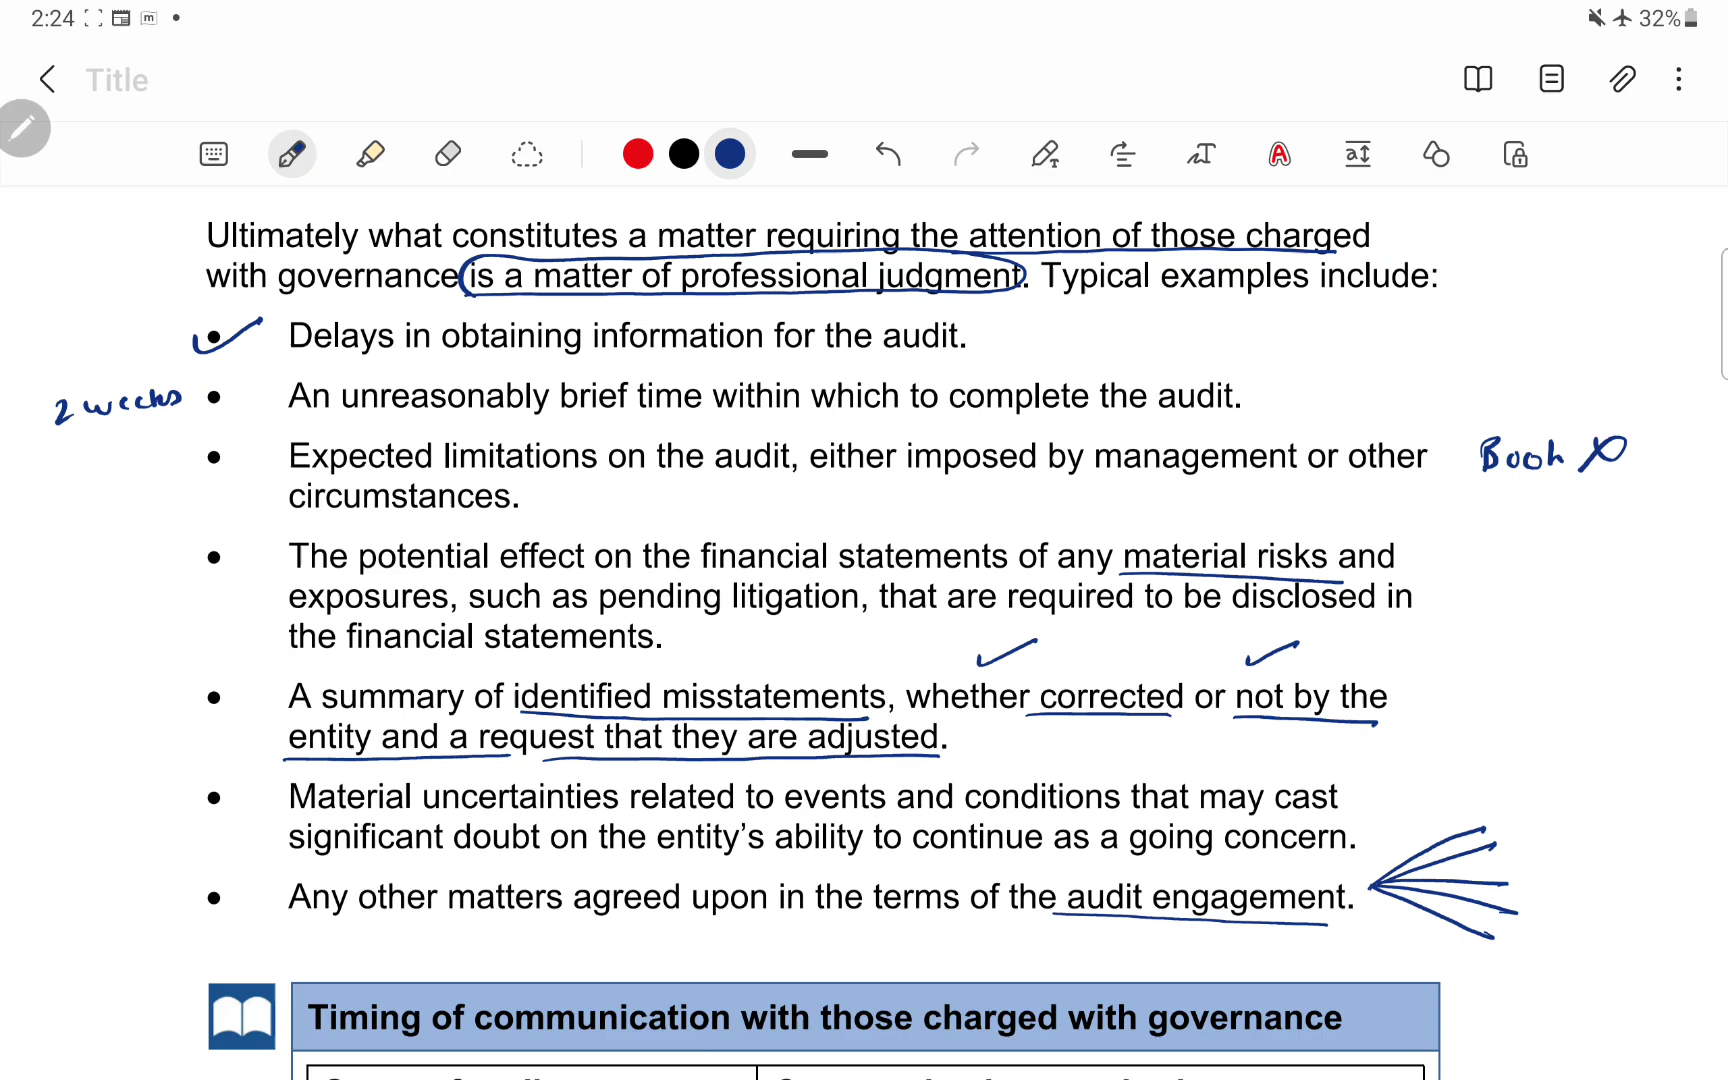 2:24
32%
Title
Ultimately what constitutes a matter requiring the attention of those charged
with governance is a matter of professional judgment. Typical examples include:
• Delays in obtaining information for the audit.
2 weeks • An unreasonably brief time within which to complete the audit.
• Expected limitations on the audit, either imposed by management or other
circumstances.
Book X
• The potential effect on the financial statements of any material risks and
exposures, such as pending litigation, that are required to be disclosed in
the financial statements.
• A summary of identified misstatements, whether corrected or not by the
entity and a request that they are adjusted.
• Material uncertainties related to events and conditions that may cast
significant doubt on the entity’s ability to continue as a going concern.
• Any other matters agreed upon in the terms of the audit engagement.
Timing of communication with those charged with governance